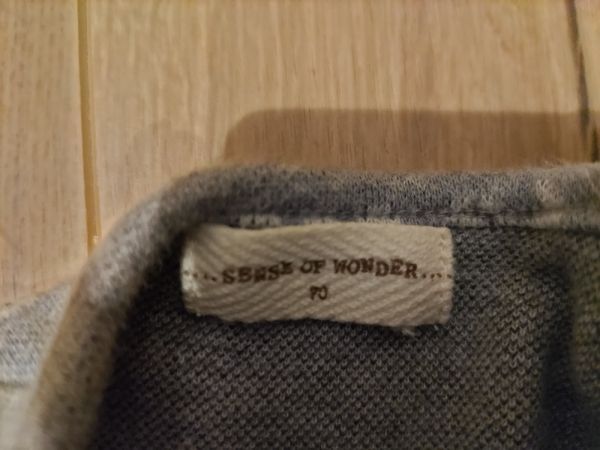 ....SENSE OF WONDER....
70